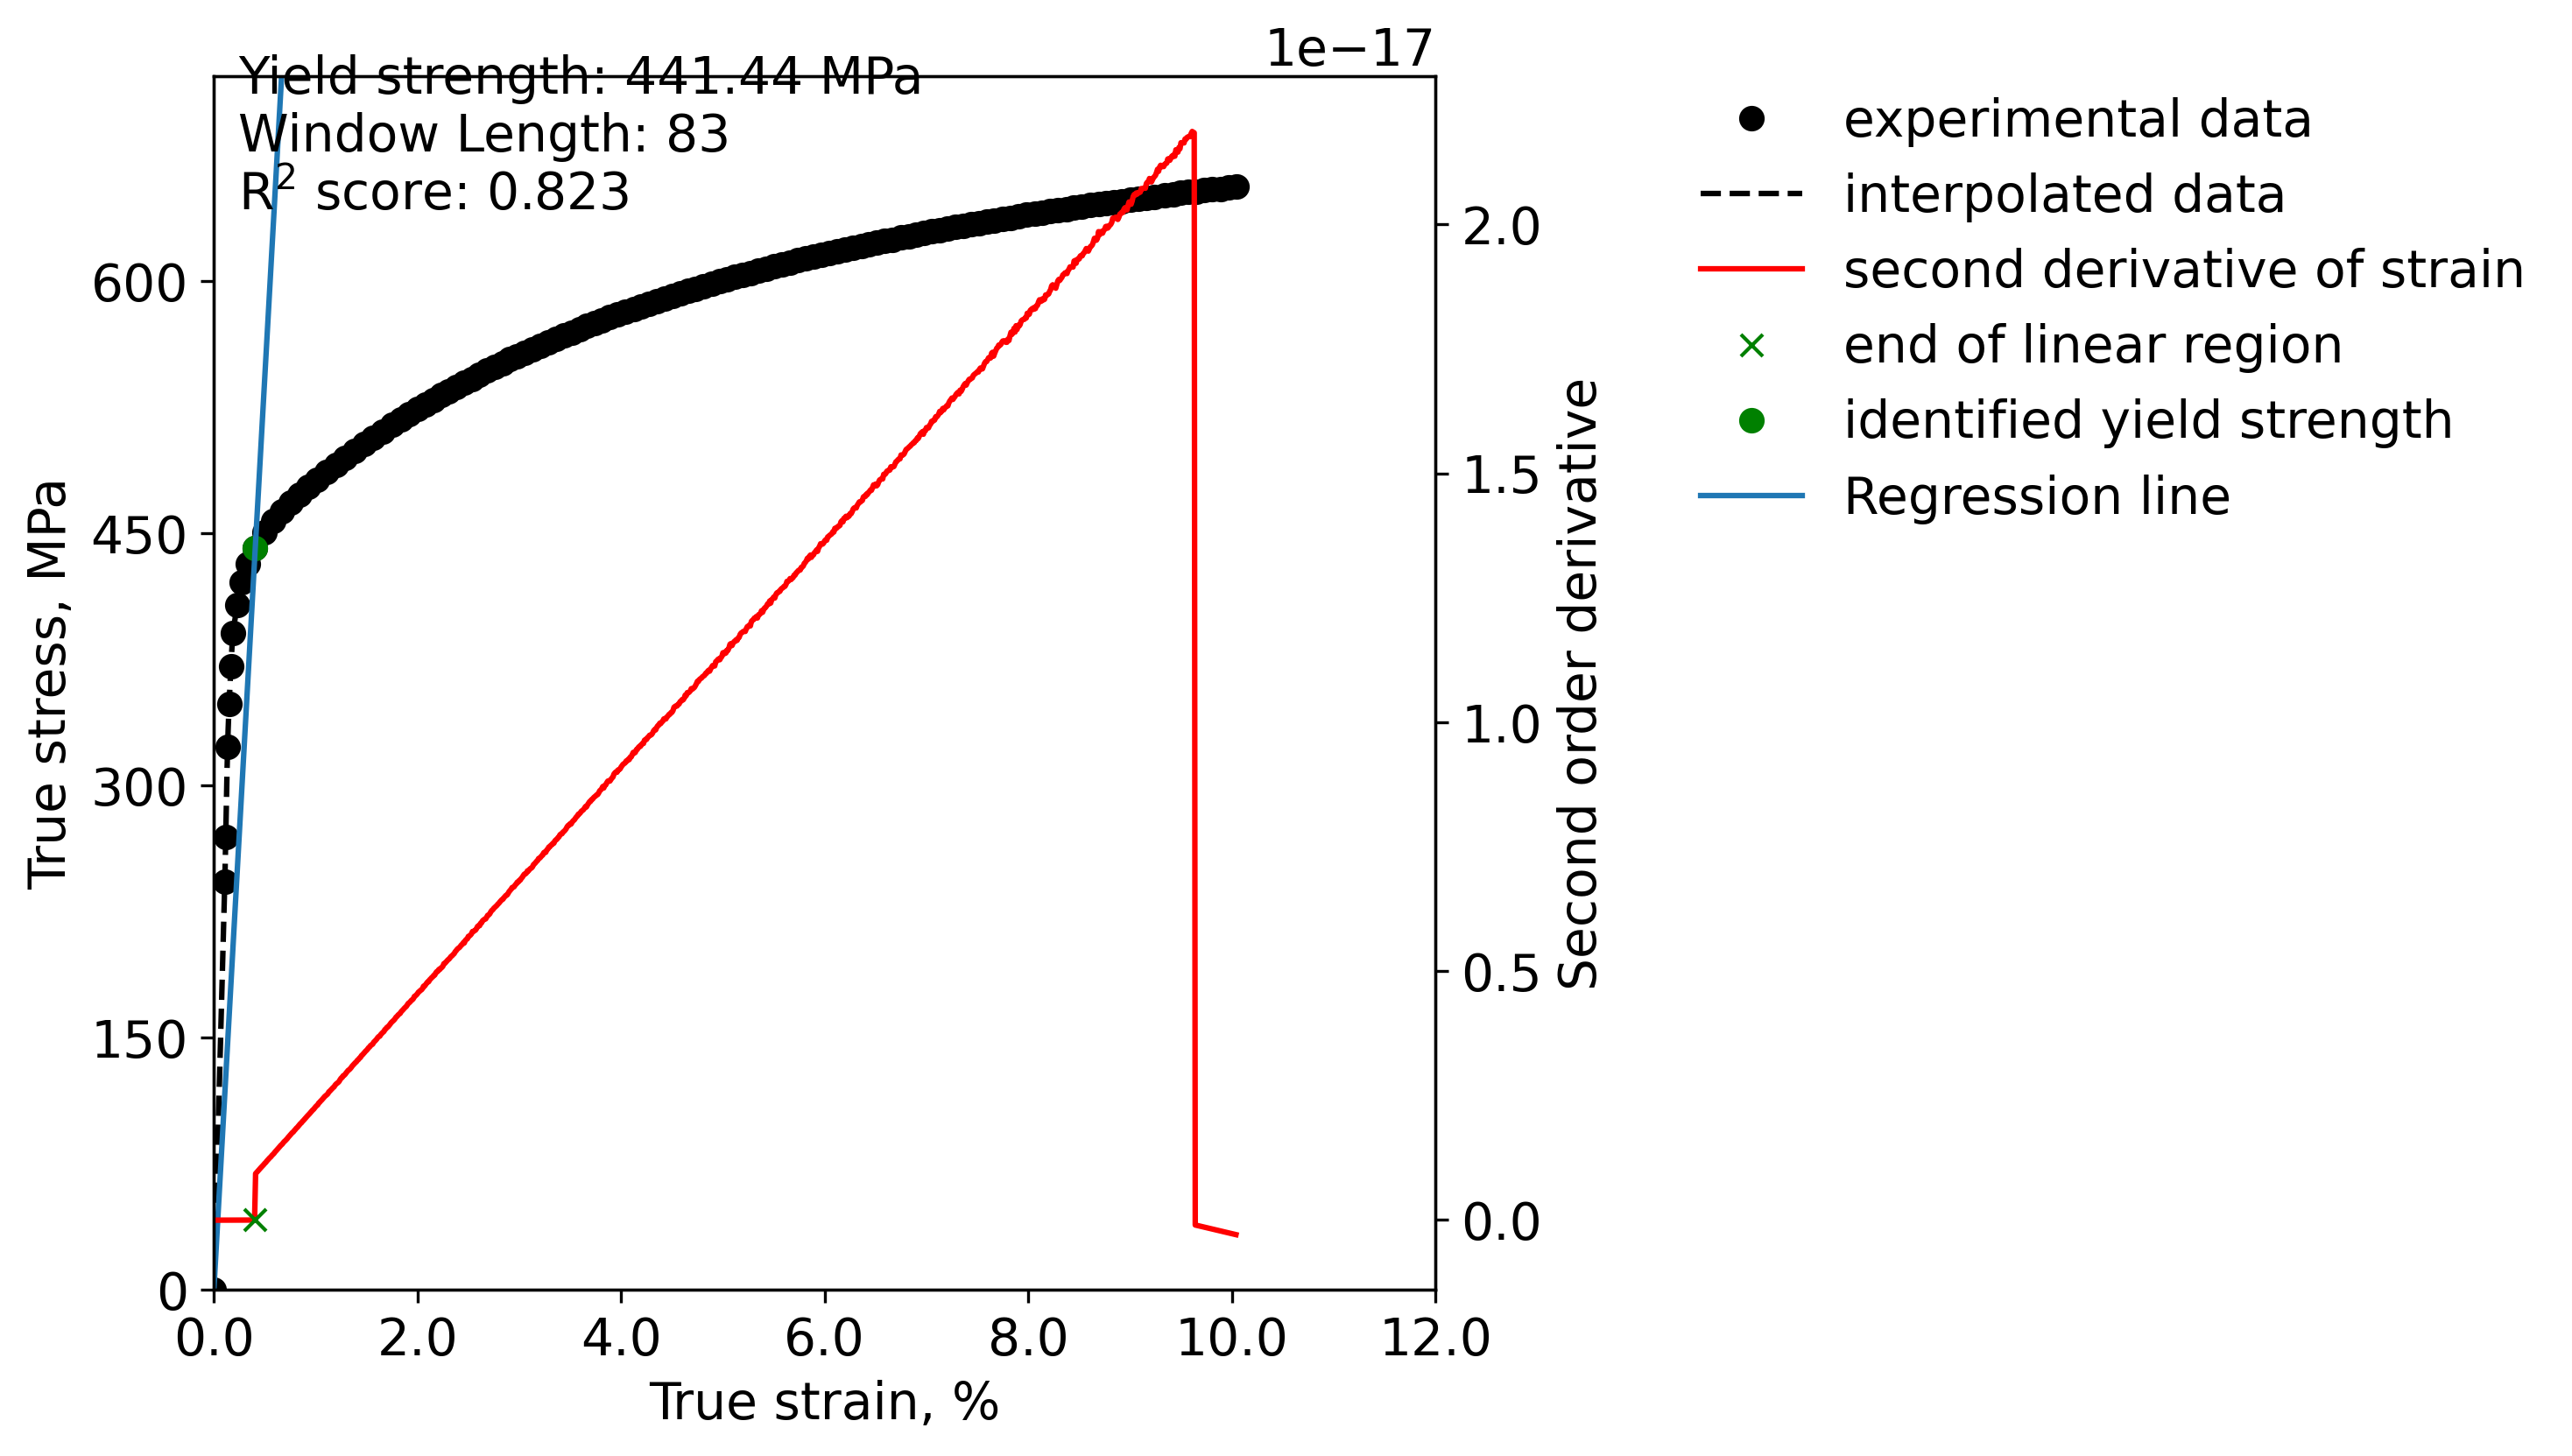 1e−17
Yield strength: 441.44 MPa
Window Length: 83
R² score: 0.823
experimental data
interpolated data
second derivative of strain
end of linear region
identified yield strength
Regression line
True stress, MPa
600
450
300
150
0
Second order derivative
2.0
1.5
1.0
0.5
0.0
0.0 2.0 4.0 6.0 8.0 10.0 12.0
True strain, %